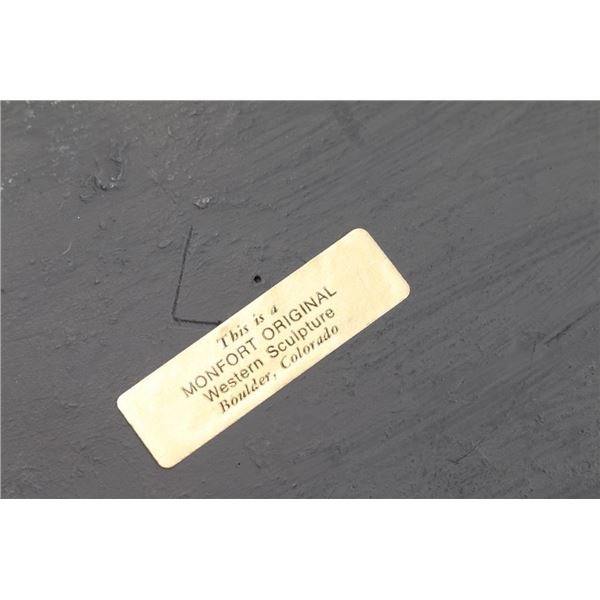 This is a
MONFORT ORIGINAL
Western Sculpture
Boulder, Colorado